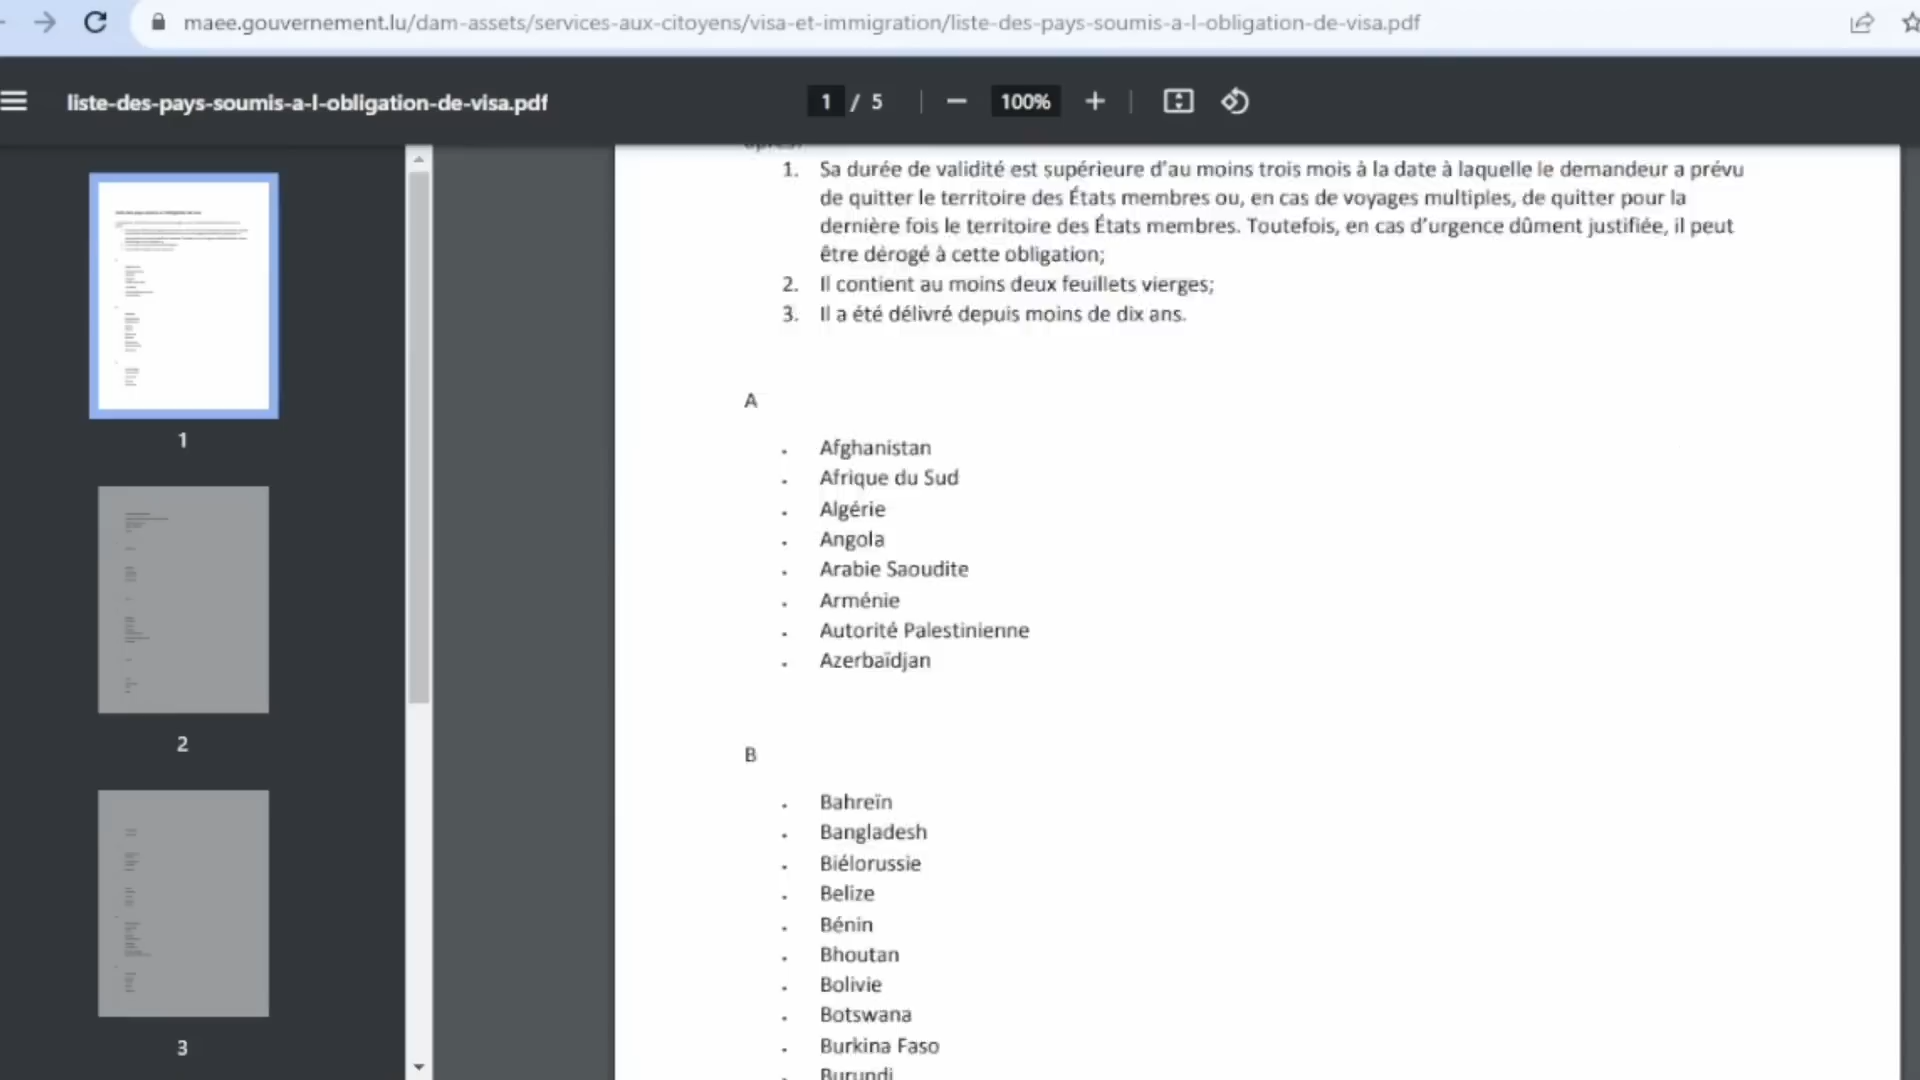 maee.gouvernement.lu/dam-assets/services-aux-citoyens/visa-et-immigration/liste-des-pays-soumis-a-l-obligation-de-visa.pdf
liste-des-pays-soumis-a-l-obligation-de-visa.pdf
1 / 5
100%
1. Sa durée de validité est supérieure d'au moins trois mois à la date à laquelle le demandeur a prévu
de quitter le territoire des États membres ou, en cas de voyages multiples, de quitter pour la
dernière fois le territoire des États membres. Toutefois, en cas d'urgence dûment justifiée, il peut
être dérogé à cette obligation;
2. Il contient au moins deux feuillets vierges;
3. Il a été délivré depuis moins de dix ans.
A
Afghanistan
Afrique du Sud
Algérie
Angola
Arabie Saoudite
Arménie
Autorité Palestinienne
Azerbaïdjan
B
Bahreïn
Bangladesh
Biélorussie
Belize
Bénin
Bhoutan
Bolivie
Botswana
Burkina Faso
Burundi
1
2
3